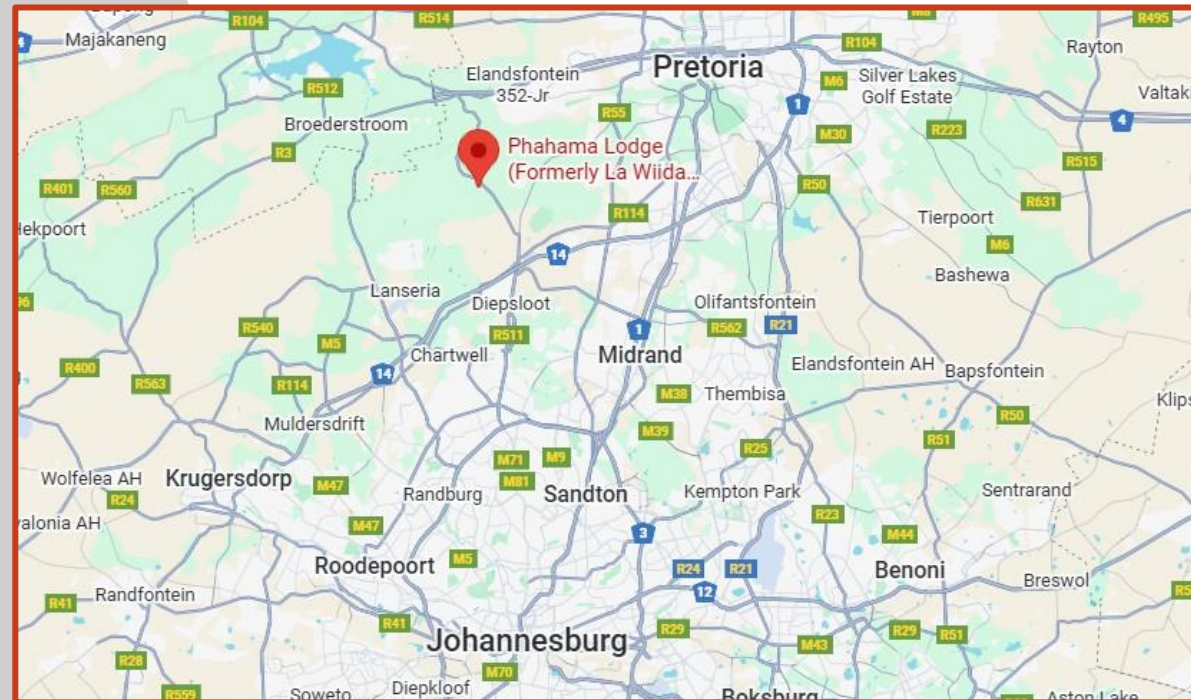 R104
R514
R495
4
Majakaneng
R104
Rayton
Pretoria
Elandsfontein
352-Jr
M6
Silver Lakes
Golf Estate
R512
R55
1
Broederstroom
M30
R223
4
R3
Phahama Lodge
(Formerly La Wiida...
R515
R401
R560
R50
R631
R114
Tierpoort
M6
14
Bashewa
Lanseria
Diepsloot
Olifantsfontein
R540
R511
1
R562
R21
M5
Chartwell
Midrand
Elandsfontein AH
Bapsfontein
R400
R563
R114
14
M38
Thembisa
Muldersdrift
M39
R50
R51
R25
M71
M9
Wolfelea AH
Krugersdorp
M47
M81
Randburg
Sandton
Kempton Park
Sentrarand
R24
R23
M47
3
M44
Roodepoort
M5
R24
R21
Benoni
12
Breswol
R41
Randfontein
R41
R29
M43
R29
R51
Johannesburg
R28
M70
R559
Soweto
Diepkloof
Boksburg
Aston Lake